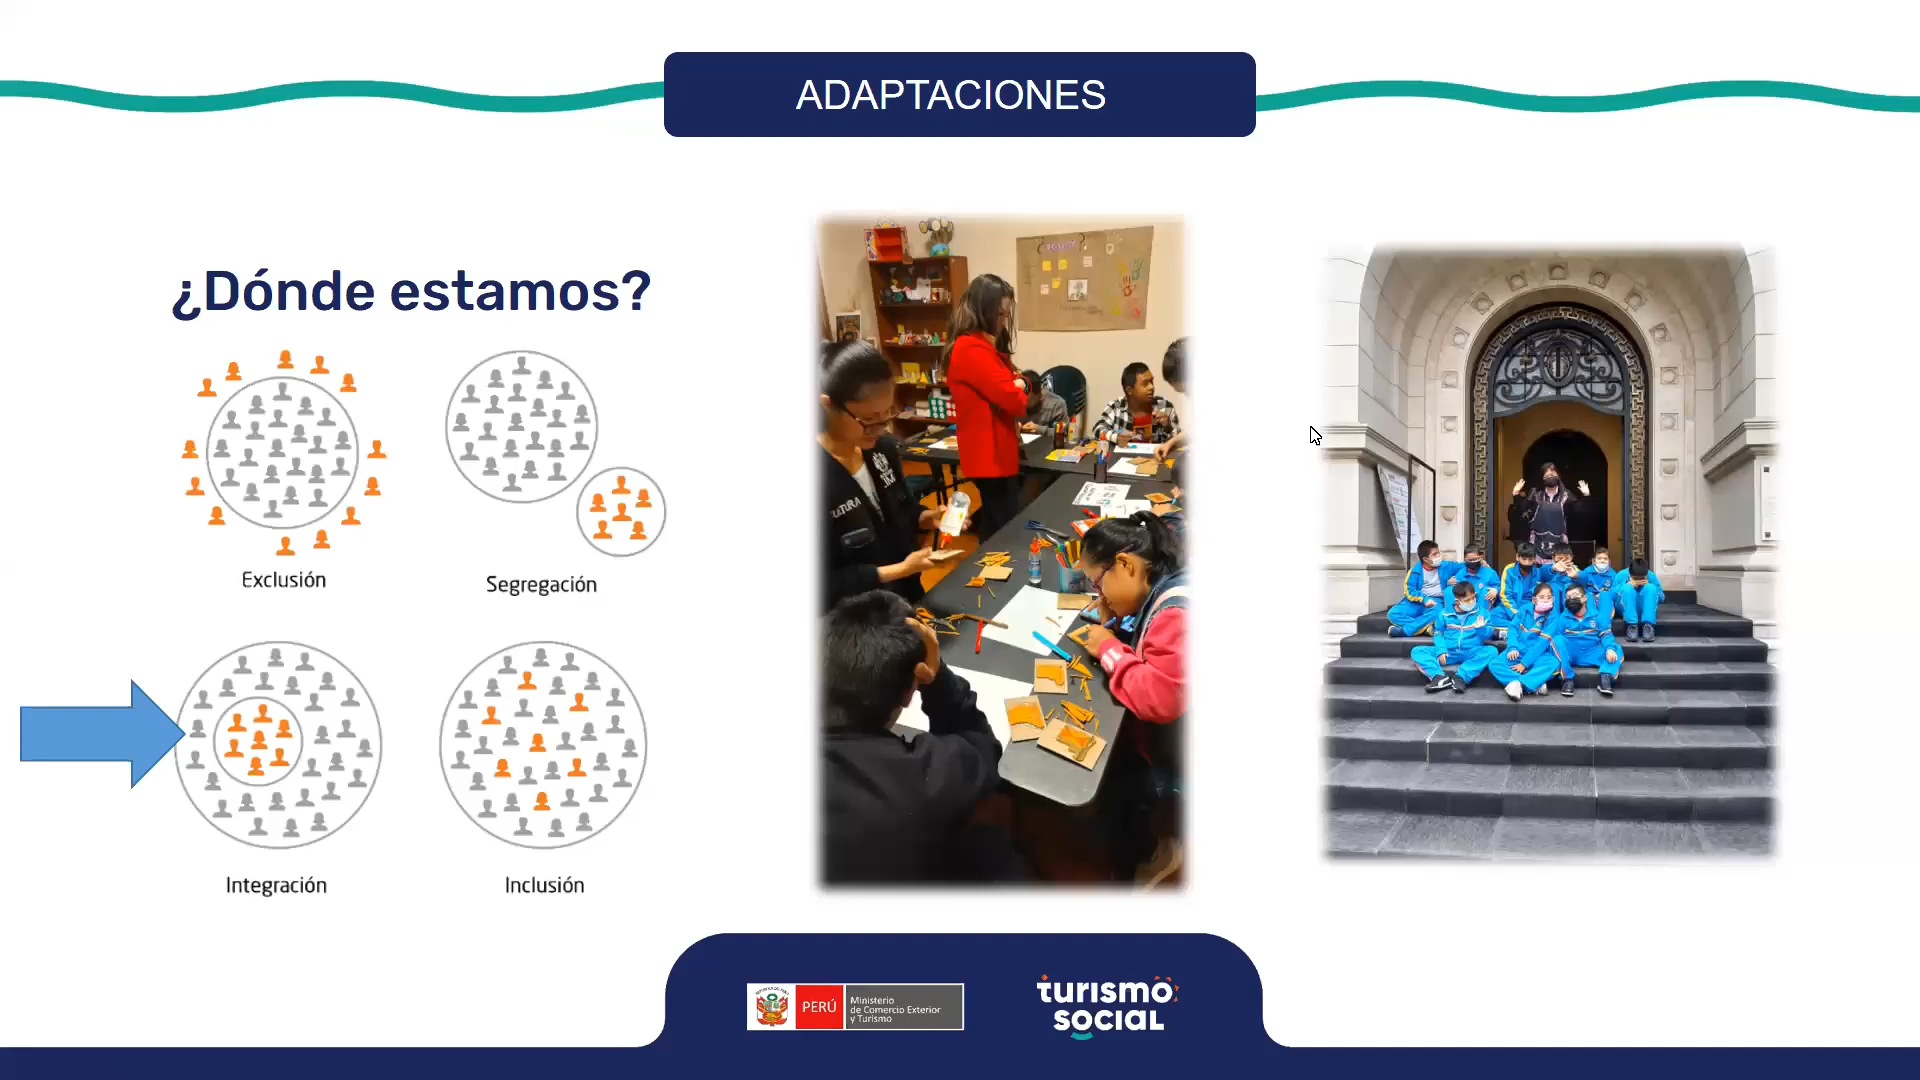 ADAPTACIONES
¿Dónde estamos?
Exclusión
Segregación
Integración
Inclusión
PERÚ
Ministerio
de Comercio Exterior
y Turismo
turismo
social